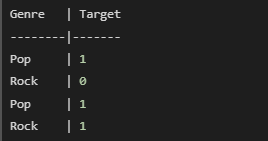 Genre   | Target
--------|-------
Pop     | 1
Rock    | 0
Pop     | 1
Rock    | 1